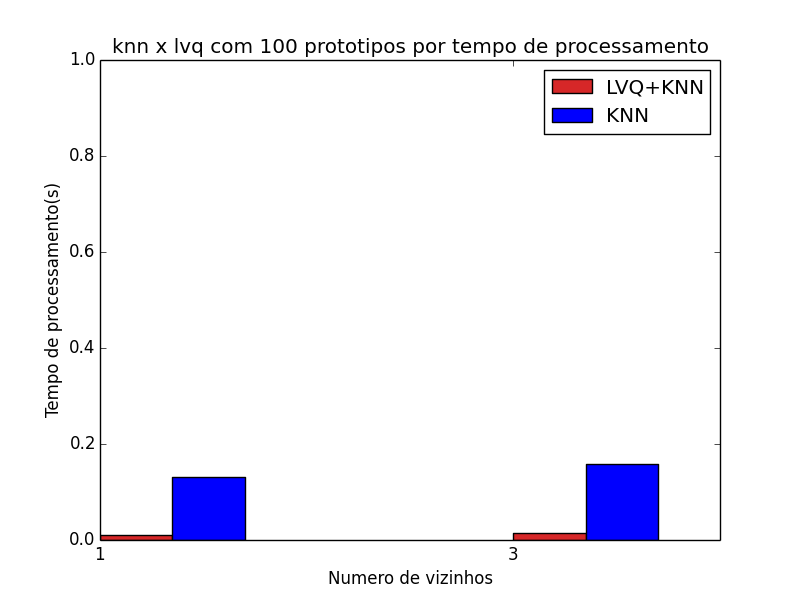 knn x lvq com 100 prototipos por tempo de processamento
LVQ+KNN
KNN
Tempo de processamento(s)
1.0
0.8
0.6
0.4
0.2
0.0
1
3
Numero de vizinhos